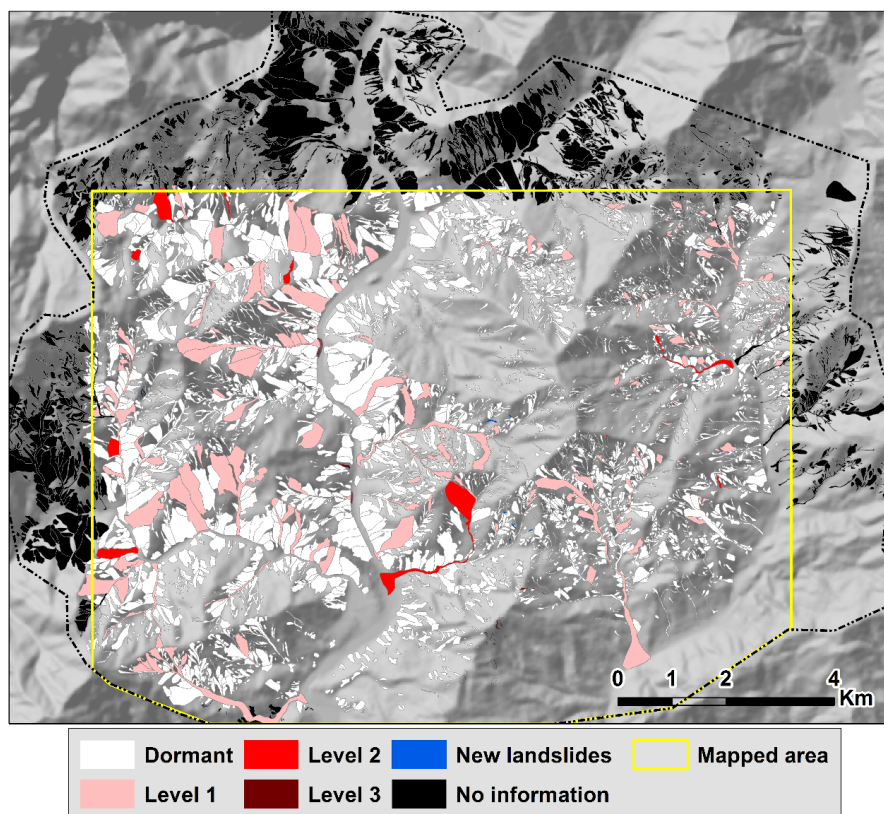 0 1 2 4
Km
Dormant Level 2 New landslides Mapped area
Level 1 Level 3 No information